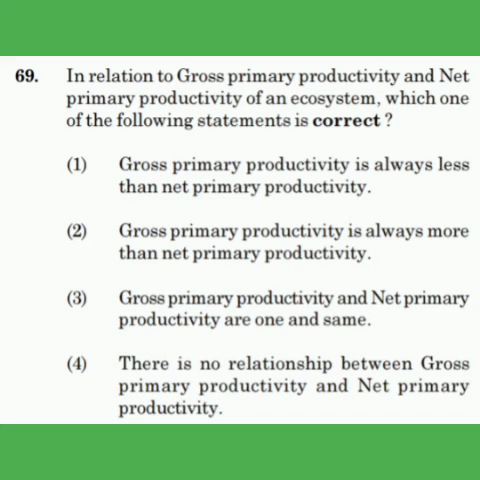 69. In relation to Gross primary productivity and Net
primary productivity of an ecosystem, which one
of the following statements is correct ?
(1) Gross primary productivity is always less
than net primary productivity.
(2) Gross primary productivity is always more
than net primary productivity.
(3) Gross primary productivity and Net primary
productivity are one and same.
(4) There is no relationship between Gross
primary productivity and Net primary
productivity.